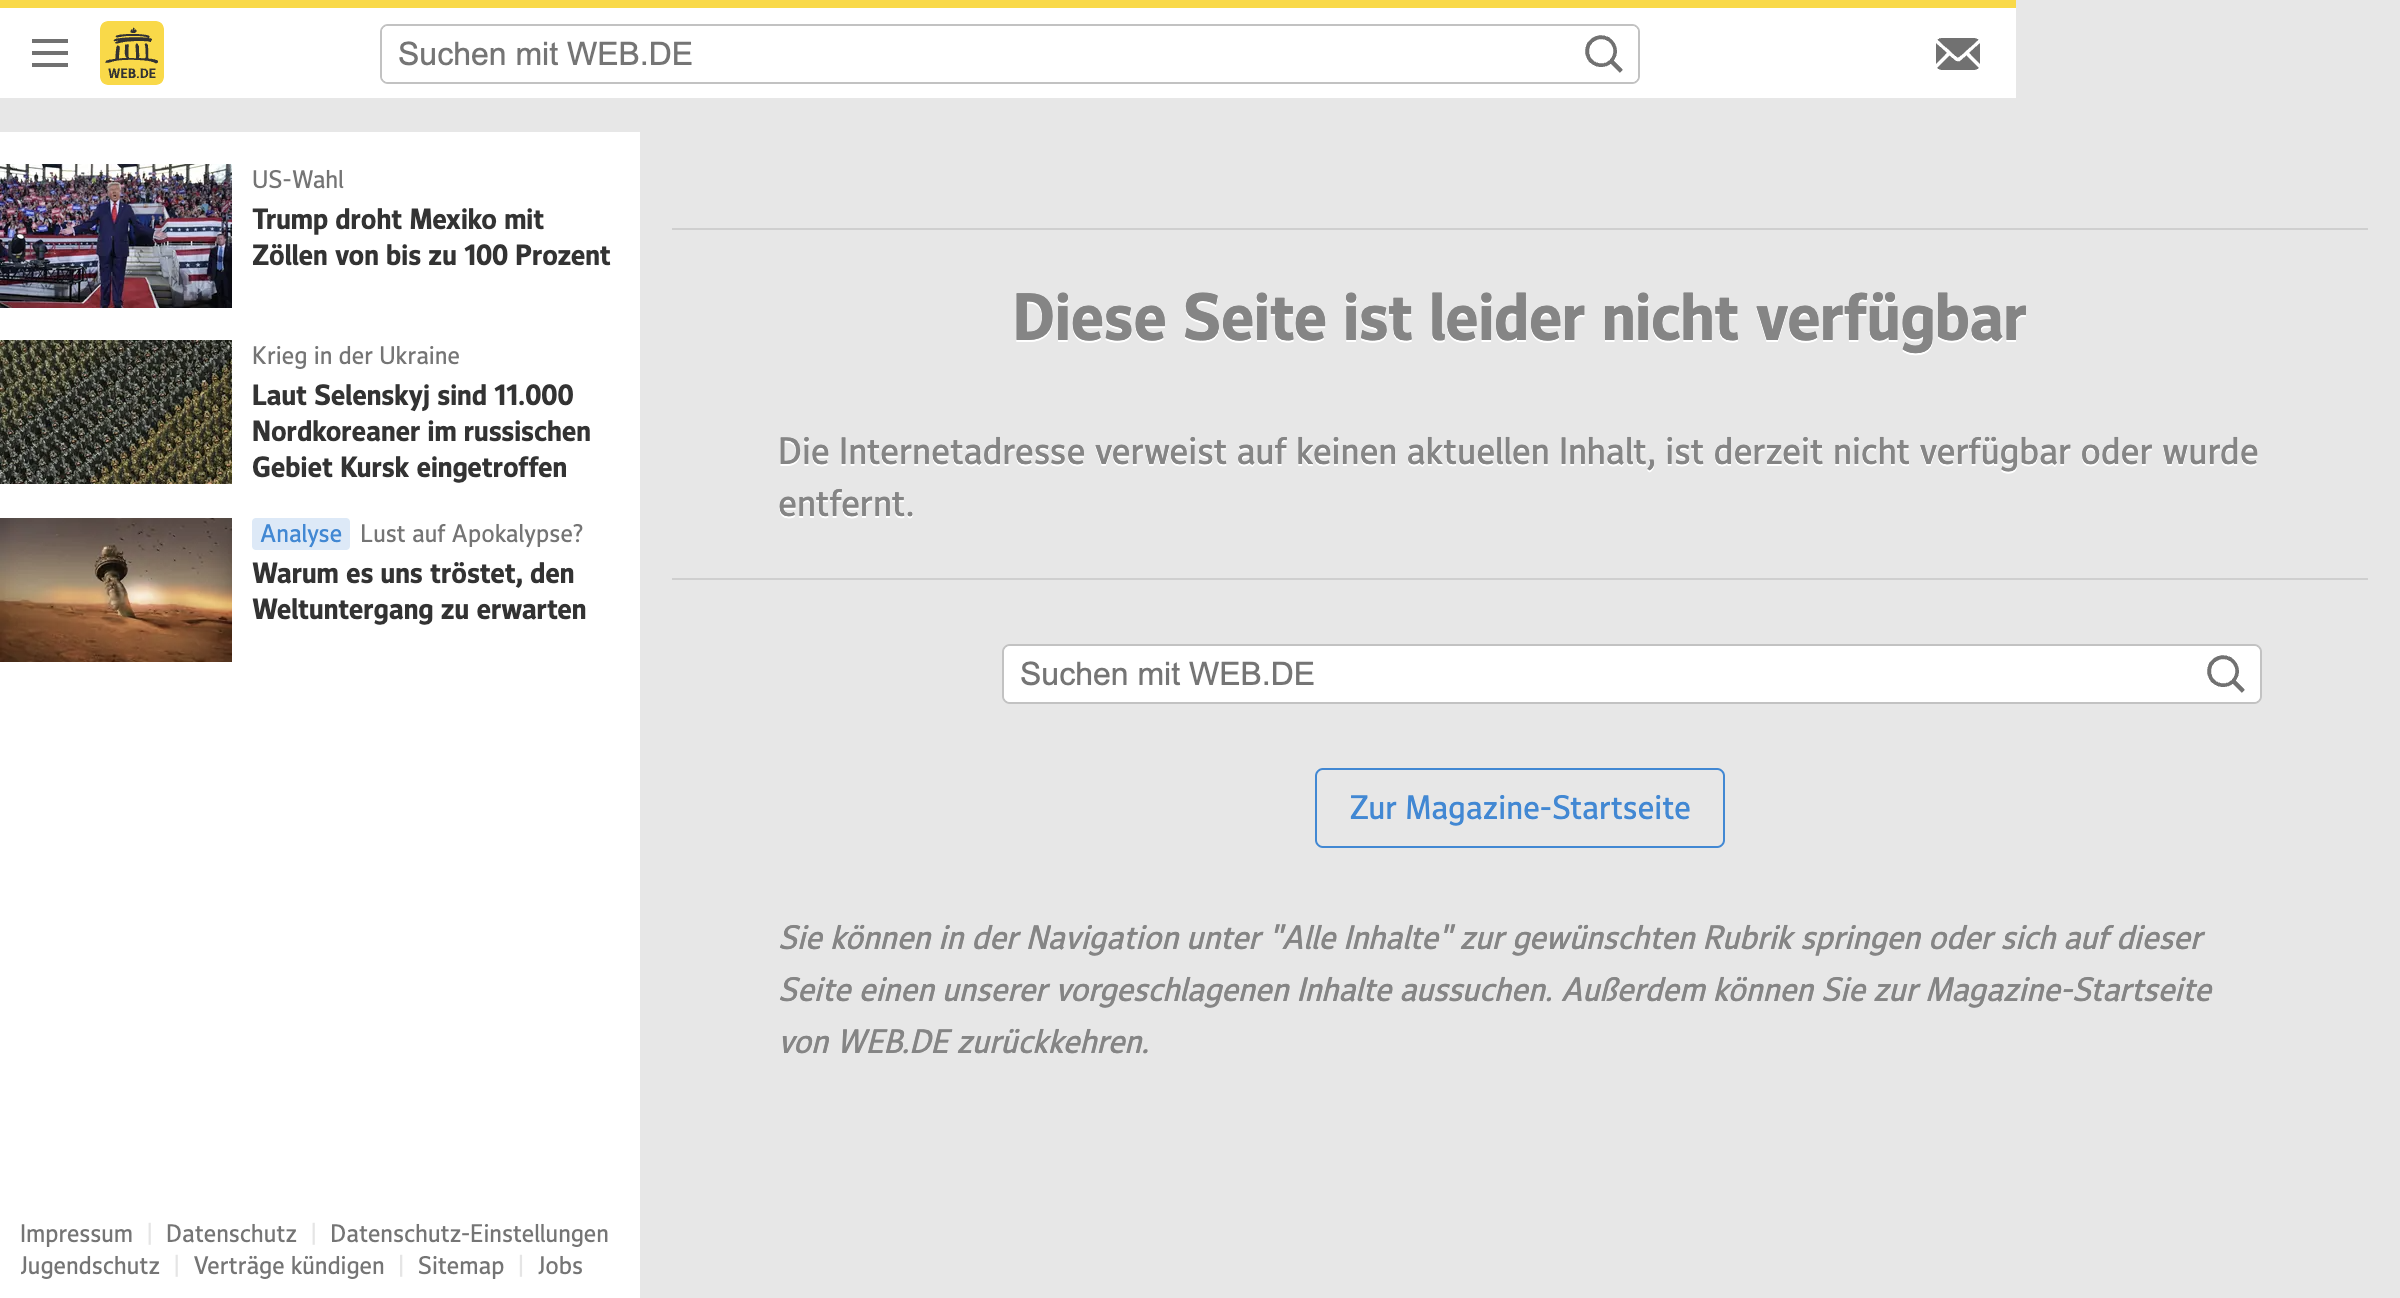 WEB.DE
Suchen mit WEB.DE
US-Wahl
Trump droht Mexiko mit
Zöllen von bis zu 100 Prozent
Krieg in der Ukraine
Laut Selenskyj sind 11.000
Nordkoreaner im russischen
Gebiet Kursk eingetroffen
Analyse Lust auf Apokalypse?
Warum es uns tröstet, den
Weltuntergang zu erwarten
Impressum | Datenschutz | Datenschutz-Einstellungen
Jugendschutz | Verträge kündigen | Sitemap | Jobs
Diese Seite ist leider nicht verfügbar
Die Internetadresse verweist auf keinen aktuellen Inhalt, ist derzeit nicht verfügbar oder wurde
entfernt.
Suchen mit WEB.DE
Zur Magazine-Startseite
Sie können in der Navigation unter "Alle Inhalte" zur gewünschten Rubrik springen oder sich auf dieser
Seite einen unserer vorgeschlagenen Inhalte aussuchen. Außerdem können Sie zur Magazine-Startseite
von WEB.DE zurückkehren.